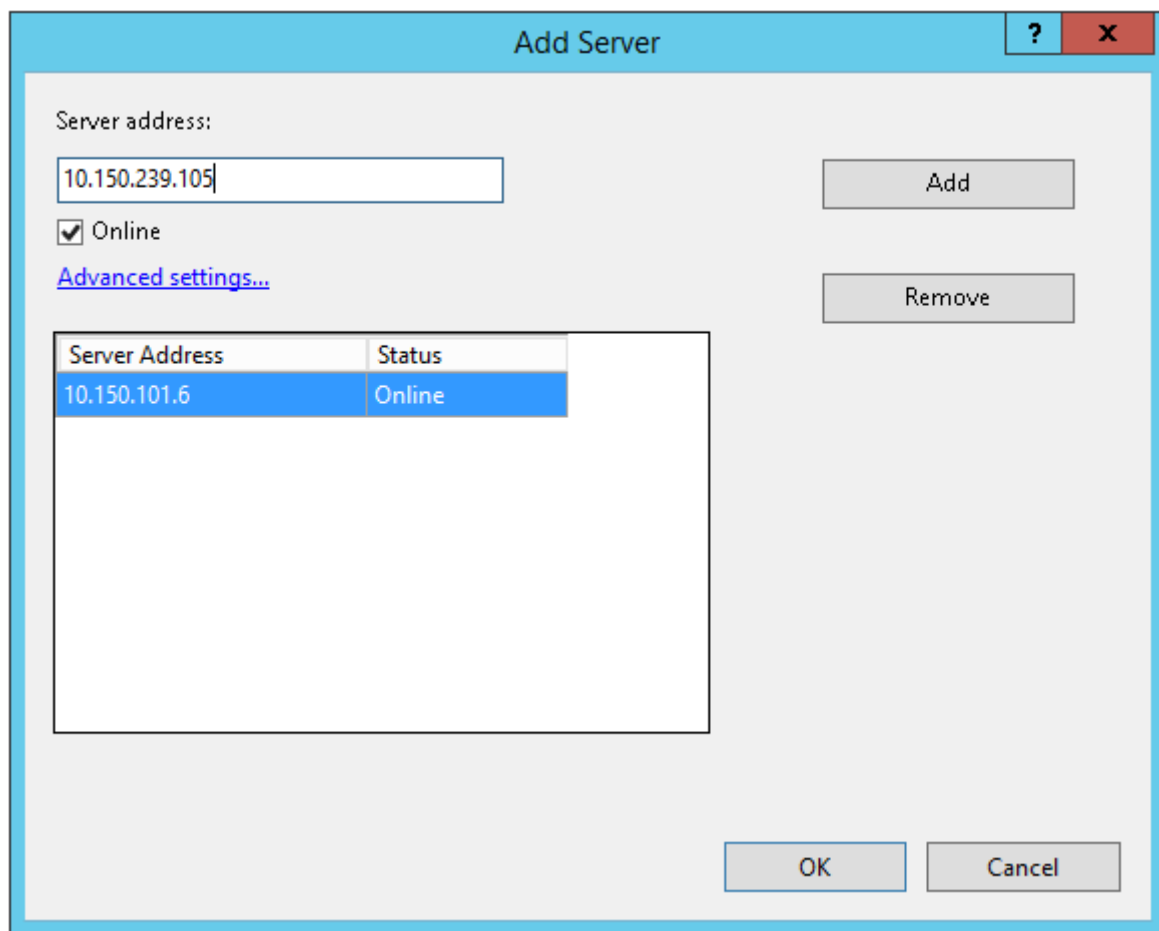 Add Server
?
x
Server address:
10.150.239.105
Add
Online
Advanced settings...
Remove
Server Address Status
10.150.101.6 Online
OK Cancel